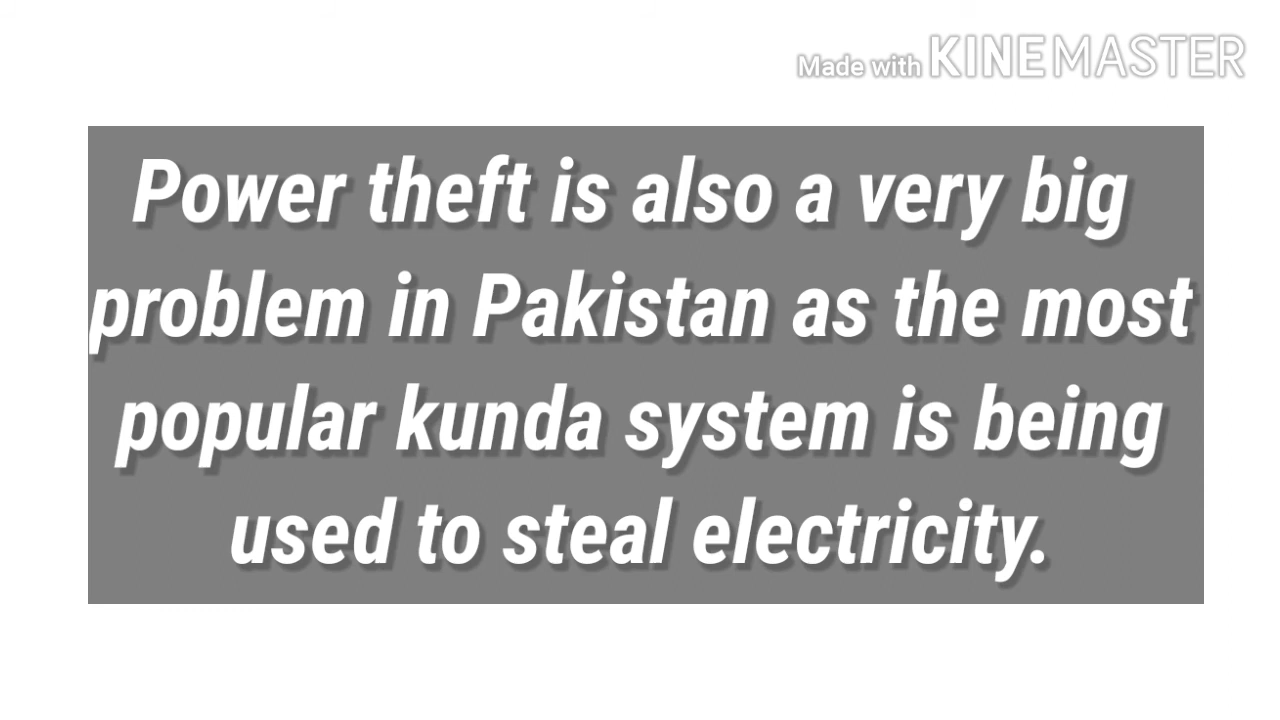 Made with KINEMASTER
Power theft is also a very big
problem in Pakistan as the most
popular kunda system is being
used to steal electricity.